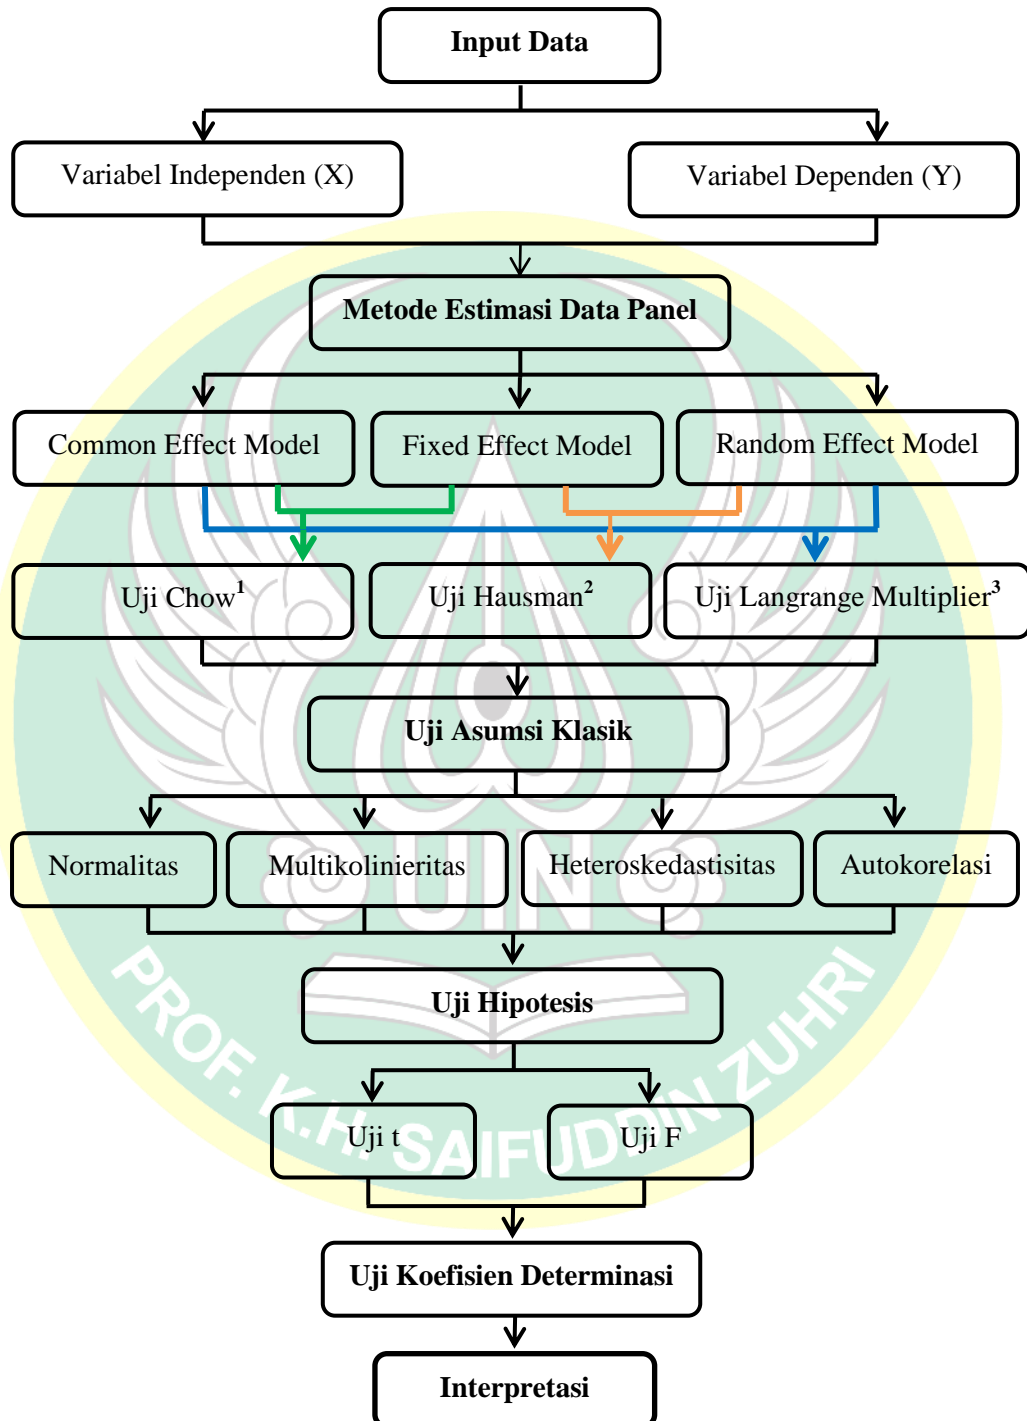 Input Data
Variabel Independen (X)
Variabel Dependen (Y)
Metode Estimasi Data Panel
Common Effect Model
Fixed Effect Model
Random Effect Model
Uji Chow¹
Uji Hausman²
Uji Langrange Multiplier³
Uji Asumsi Klasik
Normalitas
Multikolinieritas
Heteroskedastisitas
Autokorelasi
UIN
Uji Hipotesis
Uji t
Uji F
PROF. K.H. SAIFUDDIN ZUHRI
Uji Koefisien Determinasi
Interpretasi